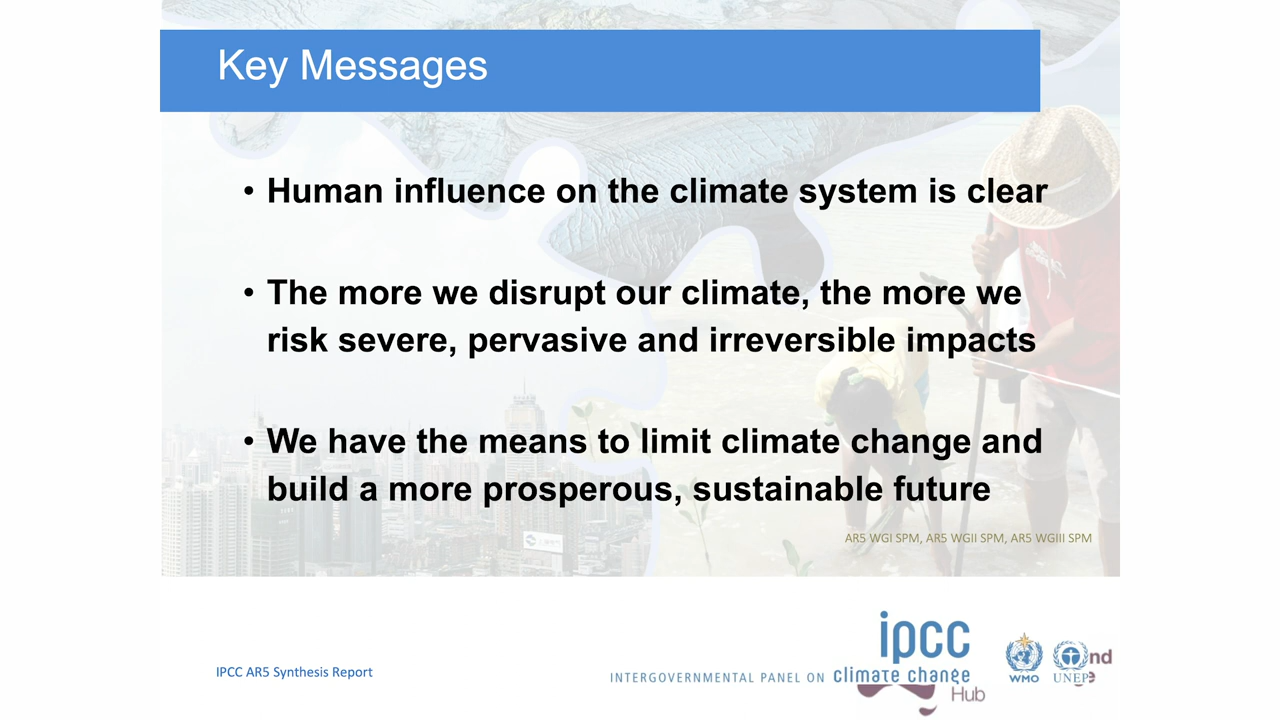 Key Messages
• Human influence on the climate system is clear
• The more we disrupt our climate, the more we
risk severe, pervasive and irreversible impacts
• We have the means to limit climate change and
build a more prosperous, sustainable future
AR5 WGI SPM, AR5 WGII SPM, AR5 WGIII SPM
IPCC AR5 Synthesis Report
ipcc
INTERGOVERNMENTAL PANEL ON climate change
WMO
UNEP
nd
Hub